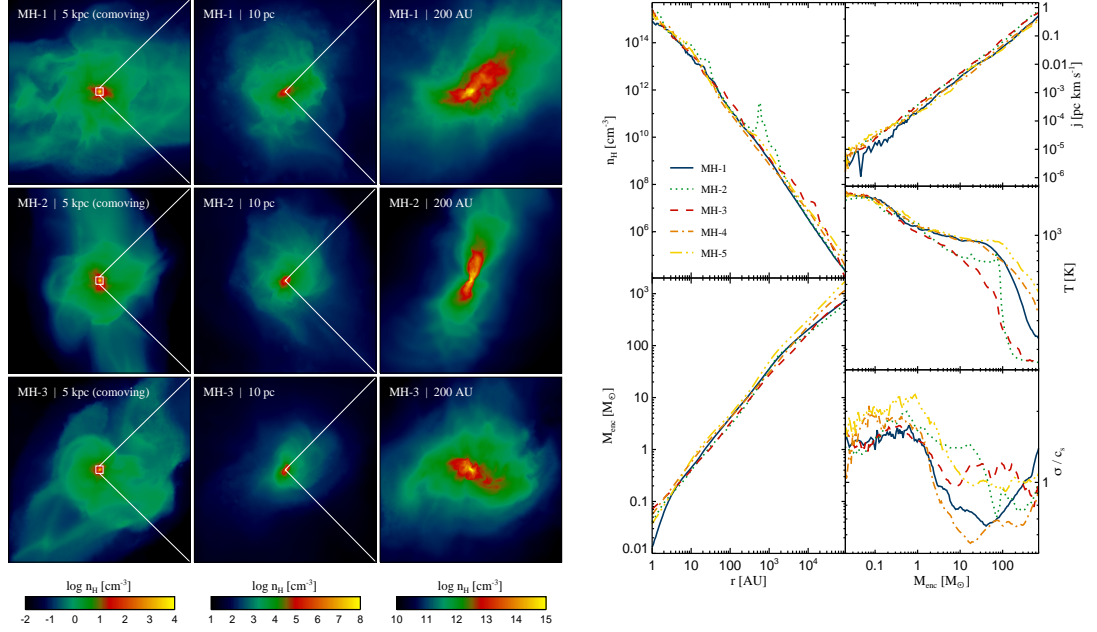 MH-1 | 5 kpc (comoving)
MH-1 | 10 pc
MH-1 | 200 AU
MH-2 | 5 kpc (comoving)
MH-2 | 10 pc
MH-2 | 200 AU
MH-3 | 5 kpc (comoving)
MH-3 | 10 pc
MH-3 | 200 AU
log n_H [cm^-3]
log n_H [cm^-3]
log n_H [cm^-3]
-2 -1 0 1 2 3 4
1 2 3 4 5 6 7 8
10 11 12 13 14 15
n_H [cm^-3]
10^14
10^12
10^10
10^8
10^6
MH-1
MH-2
MH-3
MH-4
MH-5
M_enc [M_⊙]
10^3
100
10
1
0.1
0.01
1 10 100 10^3 10^4
r [AU]
1
0.1
0.01
10^-3
10^-4
10^-5
10^-6
j [pc km s^-1]
10^3
T [K]
1
σ / c_s
0.1 1 10 100
M_enc [M_⊙]